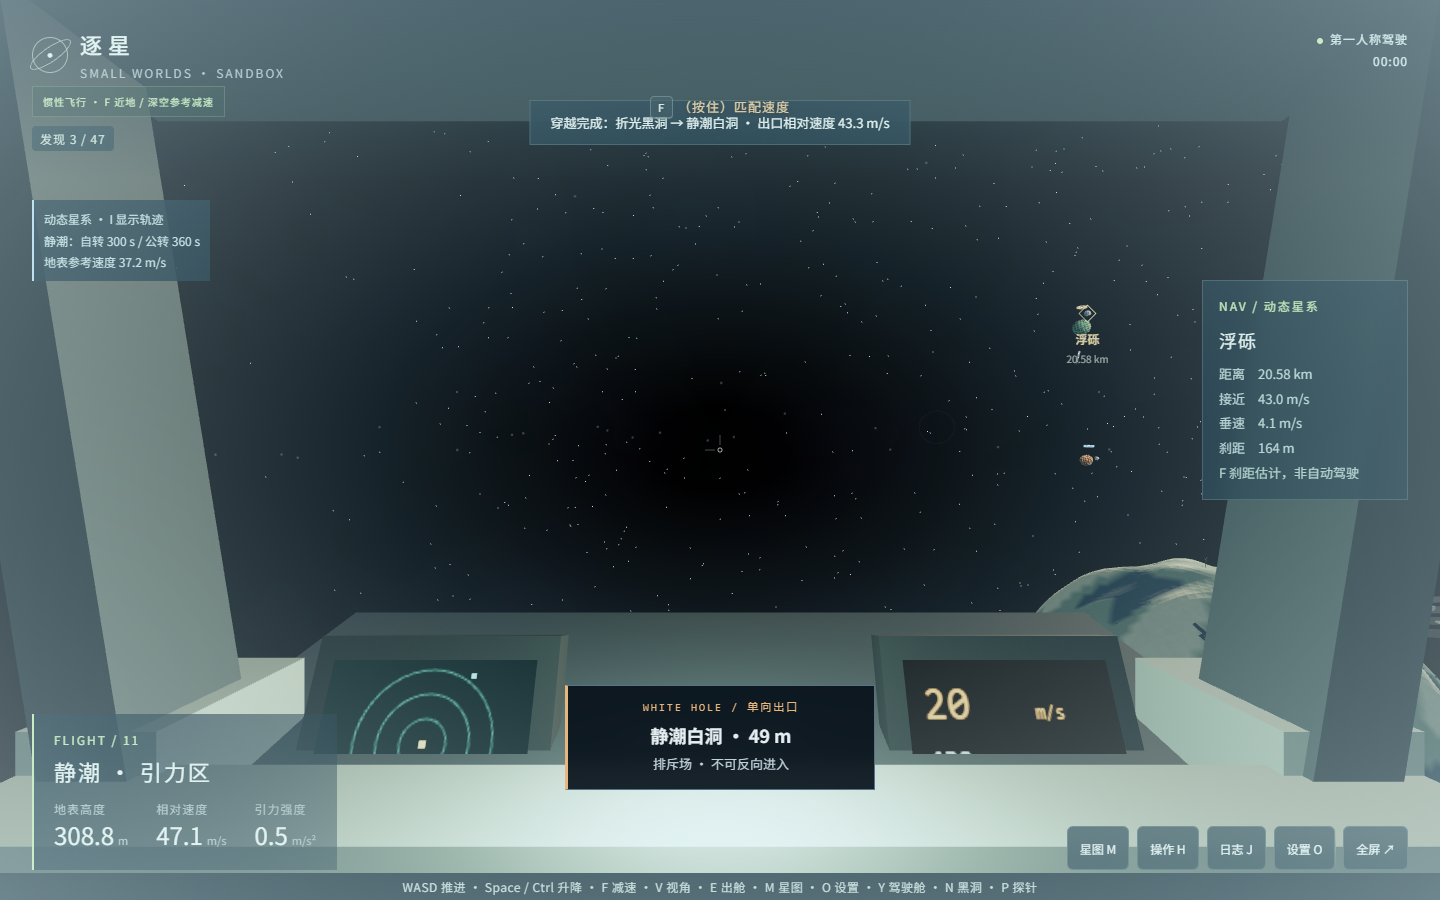 逐星
SMALL WORLDS • SANDBOX
惯性飞行 • F 近地 / 深空参考减速
发现 3 / 47
动态星系 • I 显示轨迹
静潮：自转 300 s / 公转 360 s
地表参考速度 37.2 m/s
第一人称驾驶
00:00
F （按住）匹配速度
穿越完成：折光黑洞 → 静潮白洞 • 出口相对速度 43.3 m/s
浮砾
20.58 km
NAV / 动态星系
浮砾
距离 20.58 km
接近 43.0 m/s
垂速 4.1 m/s
刹距 164 m
F 刹距估计，非自动驾驶
20 m/s
WHITE HOLE / 单向出口
静潮白洞 • 49 m
排斥场 • 不可反向进入
FLIGHT / 11
静潮 • 引力区
地表高度 相对速度 引力强度
308.8 m 47.1 m/s 0.5 m/s²
星图 M 操作 H 日志 J 设置 O 全屏 ↗
WASD 推进 • Space / Ctrl 升降 • F 减速 • V 视角 • E 出舱 • M 星图 • O 设置 • Y 驾驶舱 • N 黑洞 • P 探针